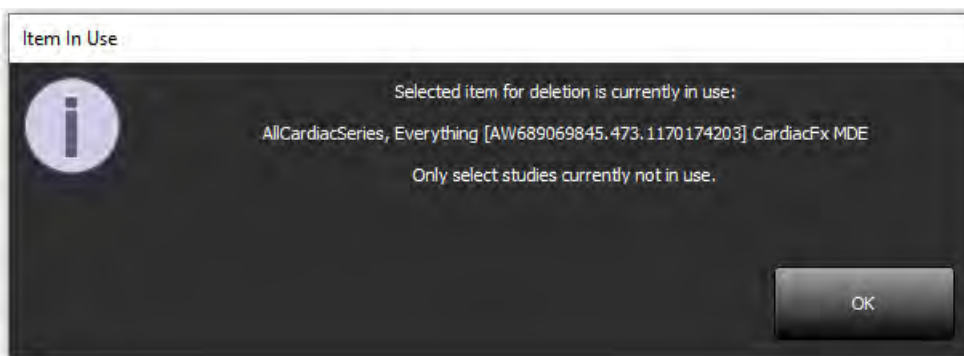 Item In Use
Selected item for deletion is currently in use:
AllCardiacSeries, Everything [AW689069845.473.1170174203] CardiacFx MDE
Only select studies currently not in use.
OK